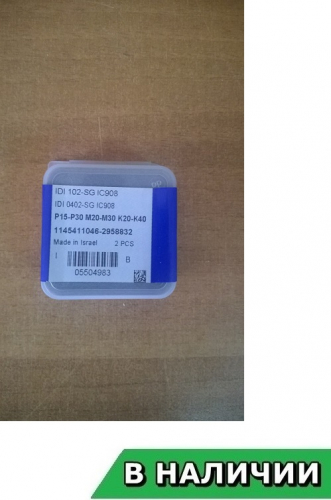 IDI 102-SG IC908
IDI 0402-SG IC908
P15-P30 M20-M30 K20-K40
1145411046-2956832
Made in Israel 2 PCS
I B
05504983
В НАЛИЧИИ